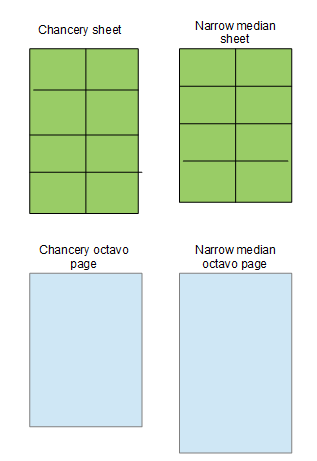 Chancery sheet
Narrow median
sheet
Chancery octavo
page
Narrow median
octavo page